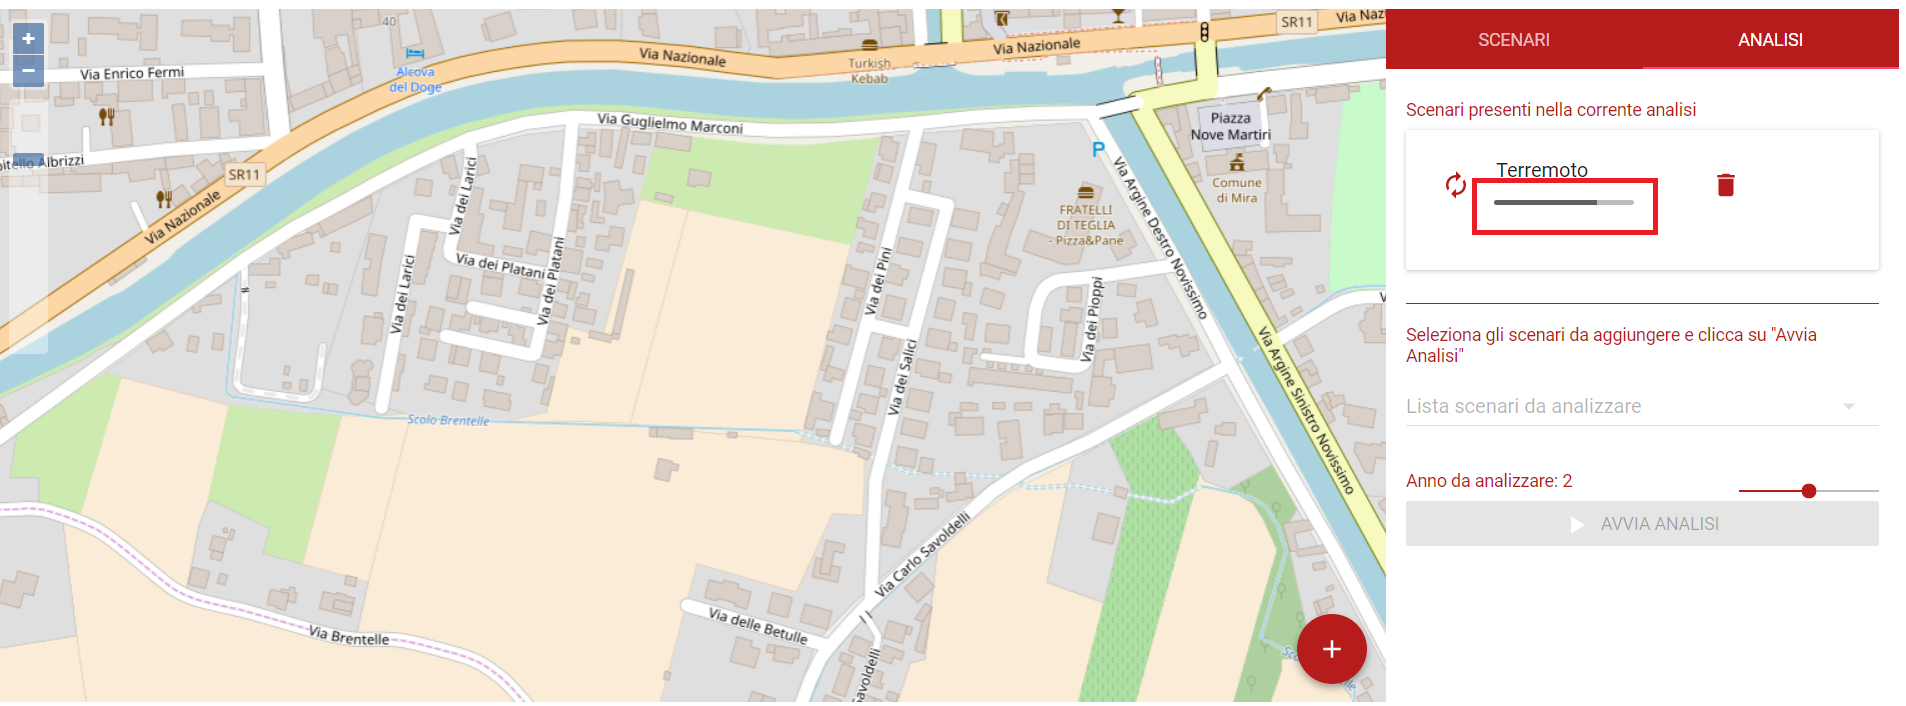 40
Via Nazionale
SR11
Via Naz
Via Nazionale
Turkish
Kebab
Alcova
del Doge
Via Enrico Fermi
Via Guglielmo Marconi
Piazza
Nove Martiri
P
Comune
di Mira
Albrizzi
SR11
Via Nazionale
Via dei Larici
Via dei Larici
Via dei Platani
Via dei Platani
Via dei Pini
Via dei Salici
FRATELLI
DI TEGLIA
- Pizza&Pane
Via dei Pioppi
Via Argine Destro Novissimo
Via Argine Sinistro Novissimo
Scolo Brentelle
Via Carlo Savoldelli
Via delle Betulle
Via Brentelle
Savoldelli
+
−
+
SCENARI
ANALISI
Scenari presenti nella corrente analisi
Terremoto
Seleziona gli scenari da aggiungere e clicca su "Avvia
Analisi"
Lista scenari da analizzare
Anno da analizzare: 2
AVVIA ANALISI